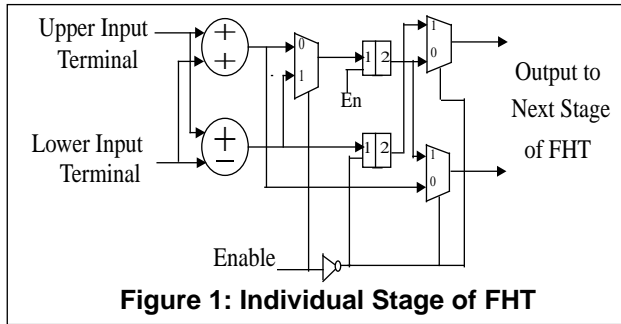 Upper Input
Terminal
+
+
0
1
1 2
En
1
0
Output to
Next Stage
of FHT
Lower Input
Terminal
+
−
1 2
1
0
Enable
Figure 1: Individual Stage of FHT